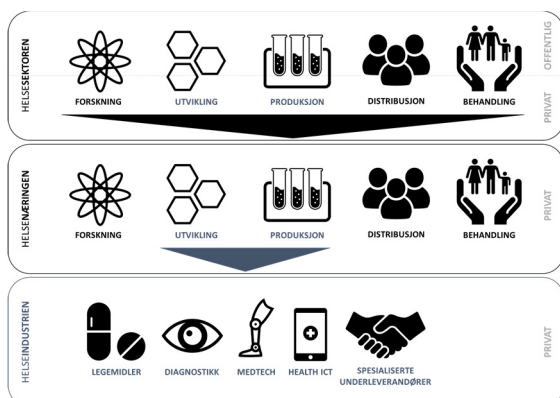 HELSESEKTOREN
FORSKNING
UTVIKLING
PRODUKSJON
DISTRIBUSJON
BEHANDLING
OFFENTLIG
PRIVAT
HELSENÆRINGEN
FORSKNING
UTVIKLING
PRODUKSJON
DISTRIBUSJON
BEHANDLING
PRIVAT
HELSEINDUSTRIEN
LEGEMIDLER
DIAGNOSTIKK
MEDTECH
HEALTH ICT
SPESIALISERTE
UNDERLEVERANDØRER
PRIVAT